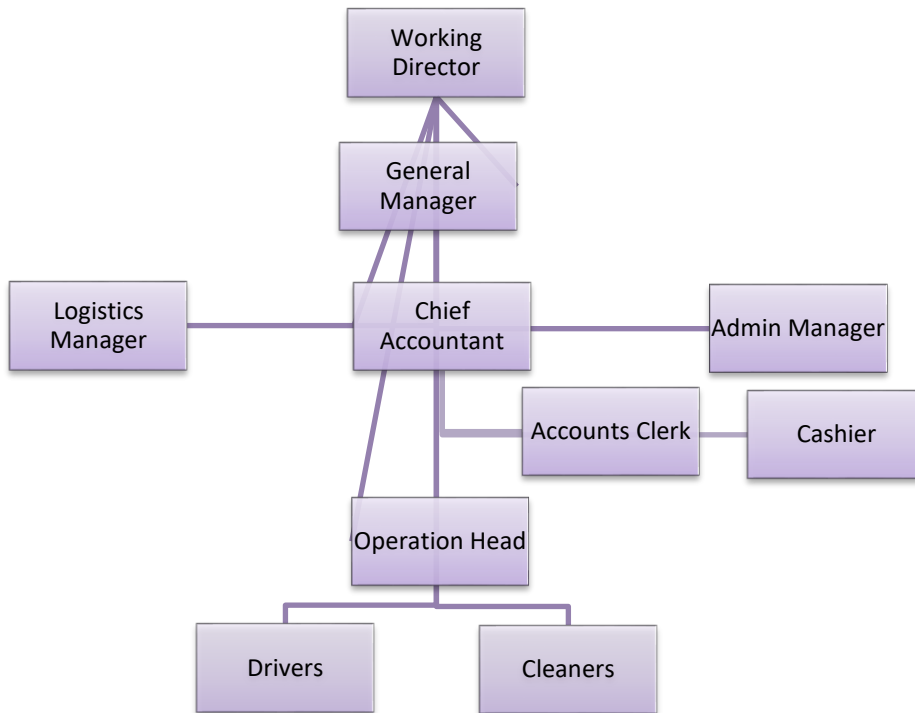 Working
Director
General
Manager
Logistics
Manager
Chief
Accountant
Admin Manager
Accounts Clerk
Cashier
Operation Head
Drivers
Cleaners